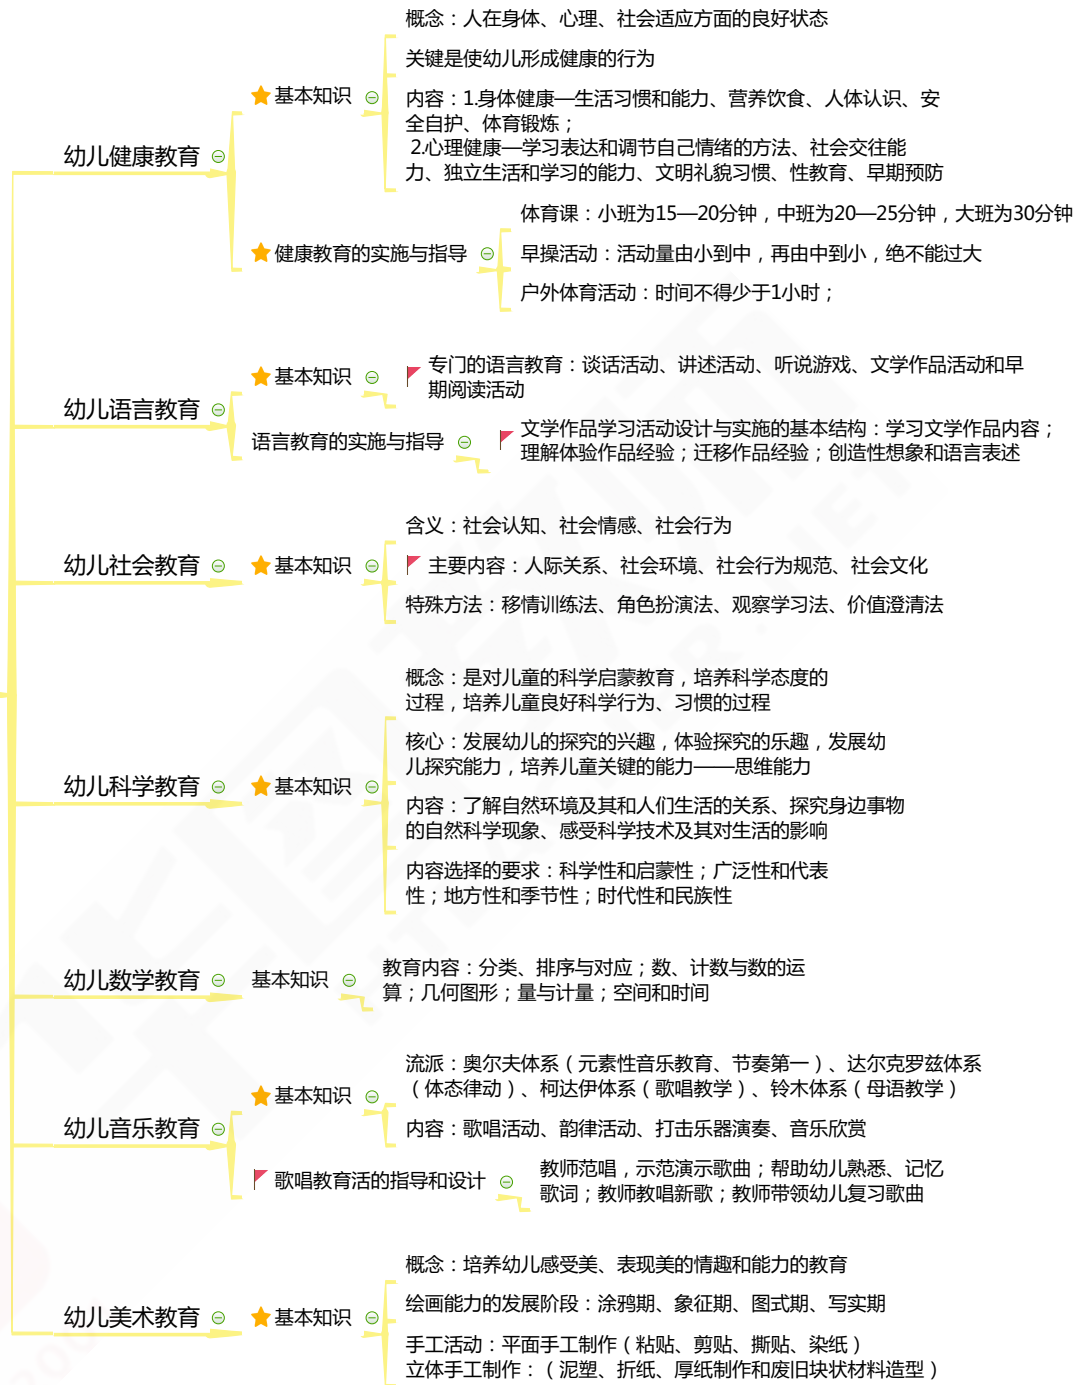 幼儿健康教育
基本知识
概念：人在身体、心理、社会适应方面的良好状态
关键是使幼儿形成健康的行为
内容：1.身体健康—生活习惯和能力、营养饮食、人体认识、安
全自护、体育锻炼；
2.心理健康—学习表达和调节自己情绪的方法、社会交往能
力、独立生活和学习的能力、文明礼貌习惯、性教育、早期预防
健康教育的实施与指导
体育课：小班为15—20分钟，中班为20—25分钟，大班为30分钟
早操活动：活动量由小到中，再由中到小，绝不能过大
户外体育活动：时间不得少于1小时；
幼儿语言教育
基本知识
专门的语言教育：谈话活动、讲述活动、听说游戏、文学作品活动和早
期阅读活动
语言教育的实施与指导
文学作品学习活动设计与实施的基本结构：学习文学作品内容；
理解体验作品经验；迁移作品经验；创造性想象和语言表述
幼儿社会教育
基本知识
含义：社会认知、社会情感、社会行为
主要内容：人际关系、社会环境、社会行为规范、社会文化
特殊方法：移情训练法、角色扮演法、观察学习法、价值澄清法
幼儿科学教育
基本知识
概念：是对儿童的科学启蒙教育，培养科学态度的
过程，培养儿童良好科学行为、习惯的过程
核心：发展幼儿的探究的兴趣，体验探究的乐趣，发展幼
儿探究能力，培养儿童关键的能力——思维能力
内容：了解自然环境及其和人们生活的关系、探究身边事物
的自然科学现象、感受科学技术及其对生活的影响
内容选择的要求：科学性和启蒙性；广泛性和代表
性；地方性和季节性；时代性和民族性
幼儿数学教育
基本知识
教育内容：分类、排序与对应；数、计数与数的运
算；几何图形；量与计量；空间和时间
幼儿音乐教育
基本知识
流派：奥尔夫体系（元素性音乐教育、节奏第一）、达尔克罗兹体系
（体态律动）、柯达伊体系（歌唱教学）、铃木体系（母语教学）
内容：歌唱活动、韵律活动、打击乐器演奏、音乐欣赏
歌唱教育活的指导和设计
教师范唱，示范演示歌曲；帮助幼儿熟悉、记忆
歌词；教师教唱新歌；教师带领幼儿复习歌曲
幼儿美术教育
基本知识
概念：培养幼儿感受美、表现美的情趣和能力的教育
绘画能力的发展阶段：涂鸦期、象征期、图式期、写实期
手工活动：平面手工制作（粘贴、剪贴、撕贴、染纸）
立体手工制作：（泥塑、折纸、厚纸制作和废旧块状材料造型）